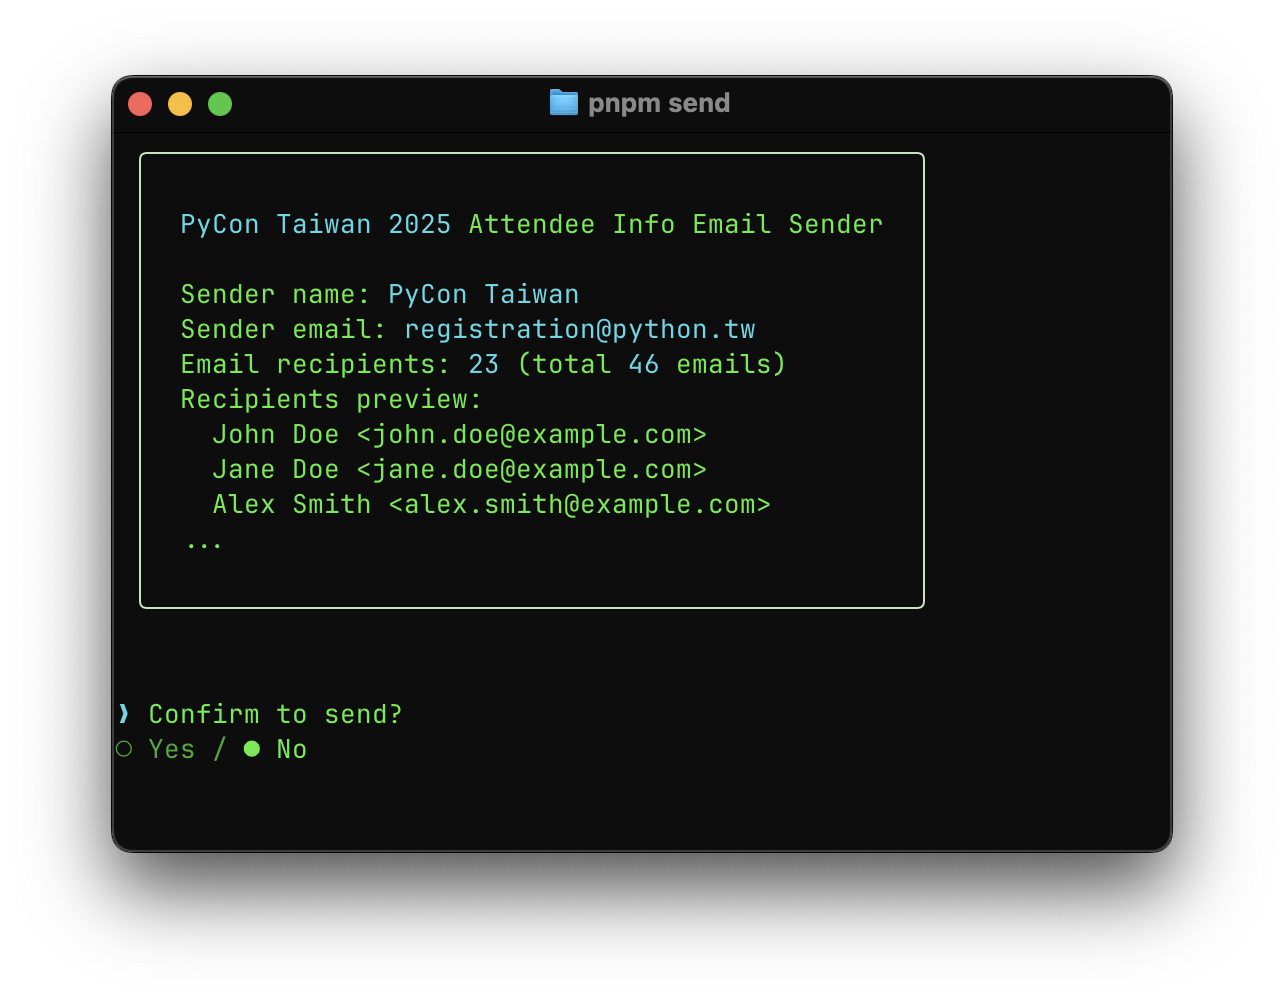 pnpm send
PyCon Taiwan 2025 Attendee Info Email Sender
Sender name: PyCon Taiwan
Sender email: registration@python.tw
Email recipients: 23 (total 46 emails)
Recipients preview:
John Doe <john.doe@example.com>
Jane Doe <jane.doe@example.com>
Alex Smith <alex.smith@example.com>
...
❱ Confirm to send?
○ Yes / ● No